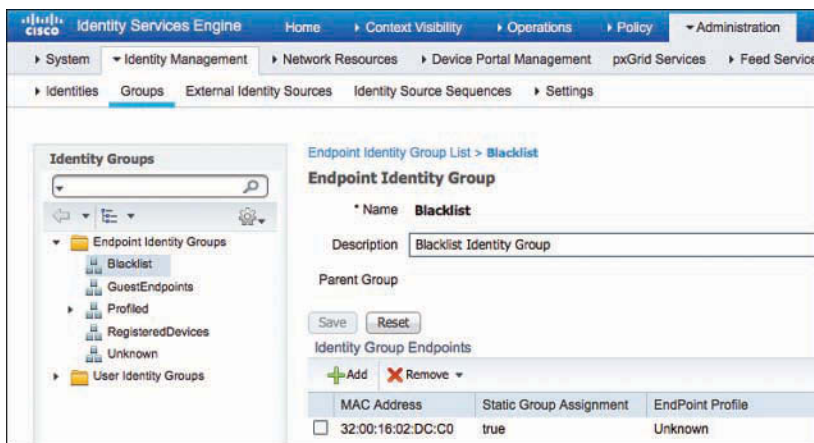 cisco Identity Services Engine Home Context Visibility Operations Policy Administration
System Identity Management Network Resources Device Portal Management pxGrid Services Feed Service
Identities Groups External Identity Sources Identity Source Sequences Settings
Identity Groups
Endpoint Identity Groups
Blacklist
GuestEndpoints
Profiled
RegisteredDevices
Unknown
User Identity Groups
Endpoint Identity Group List > Blacklist
Endpoint Identity Group
* Name Blacklist
Description Blacklist Identity Group
Parent Group
Save Reset
Identity Group Endpoints
Add Remove
MAC Address Static Group Assignment EndPoint Profile
32:00:16:02:DC:C0 true Unknown